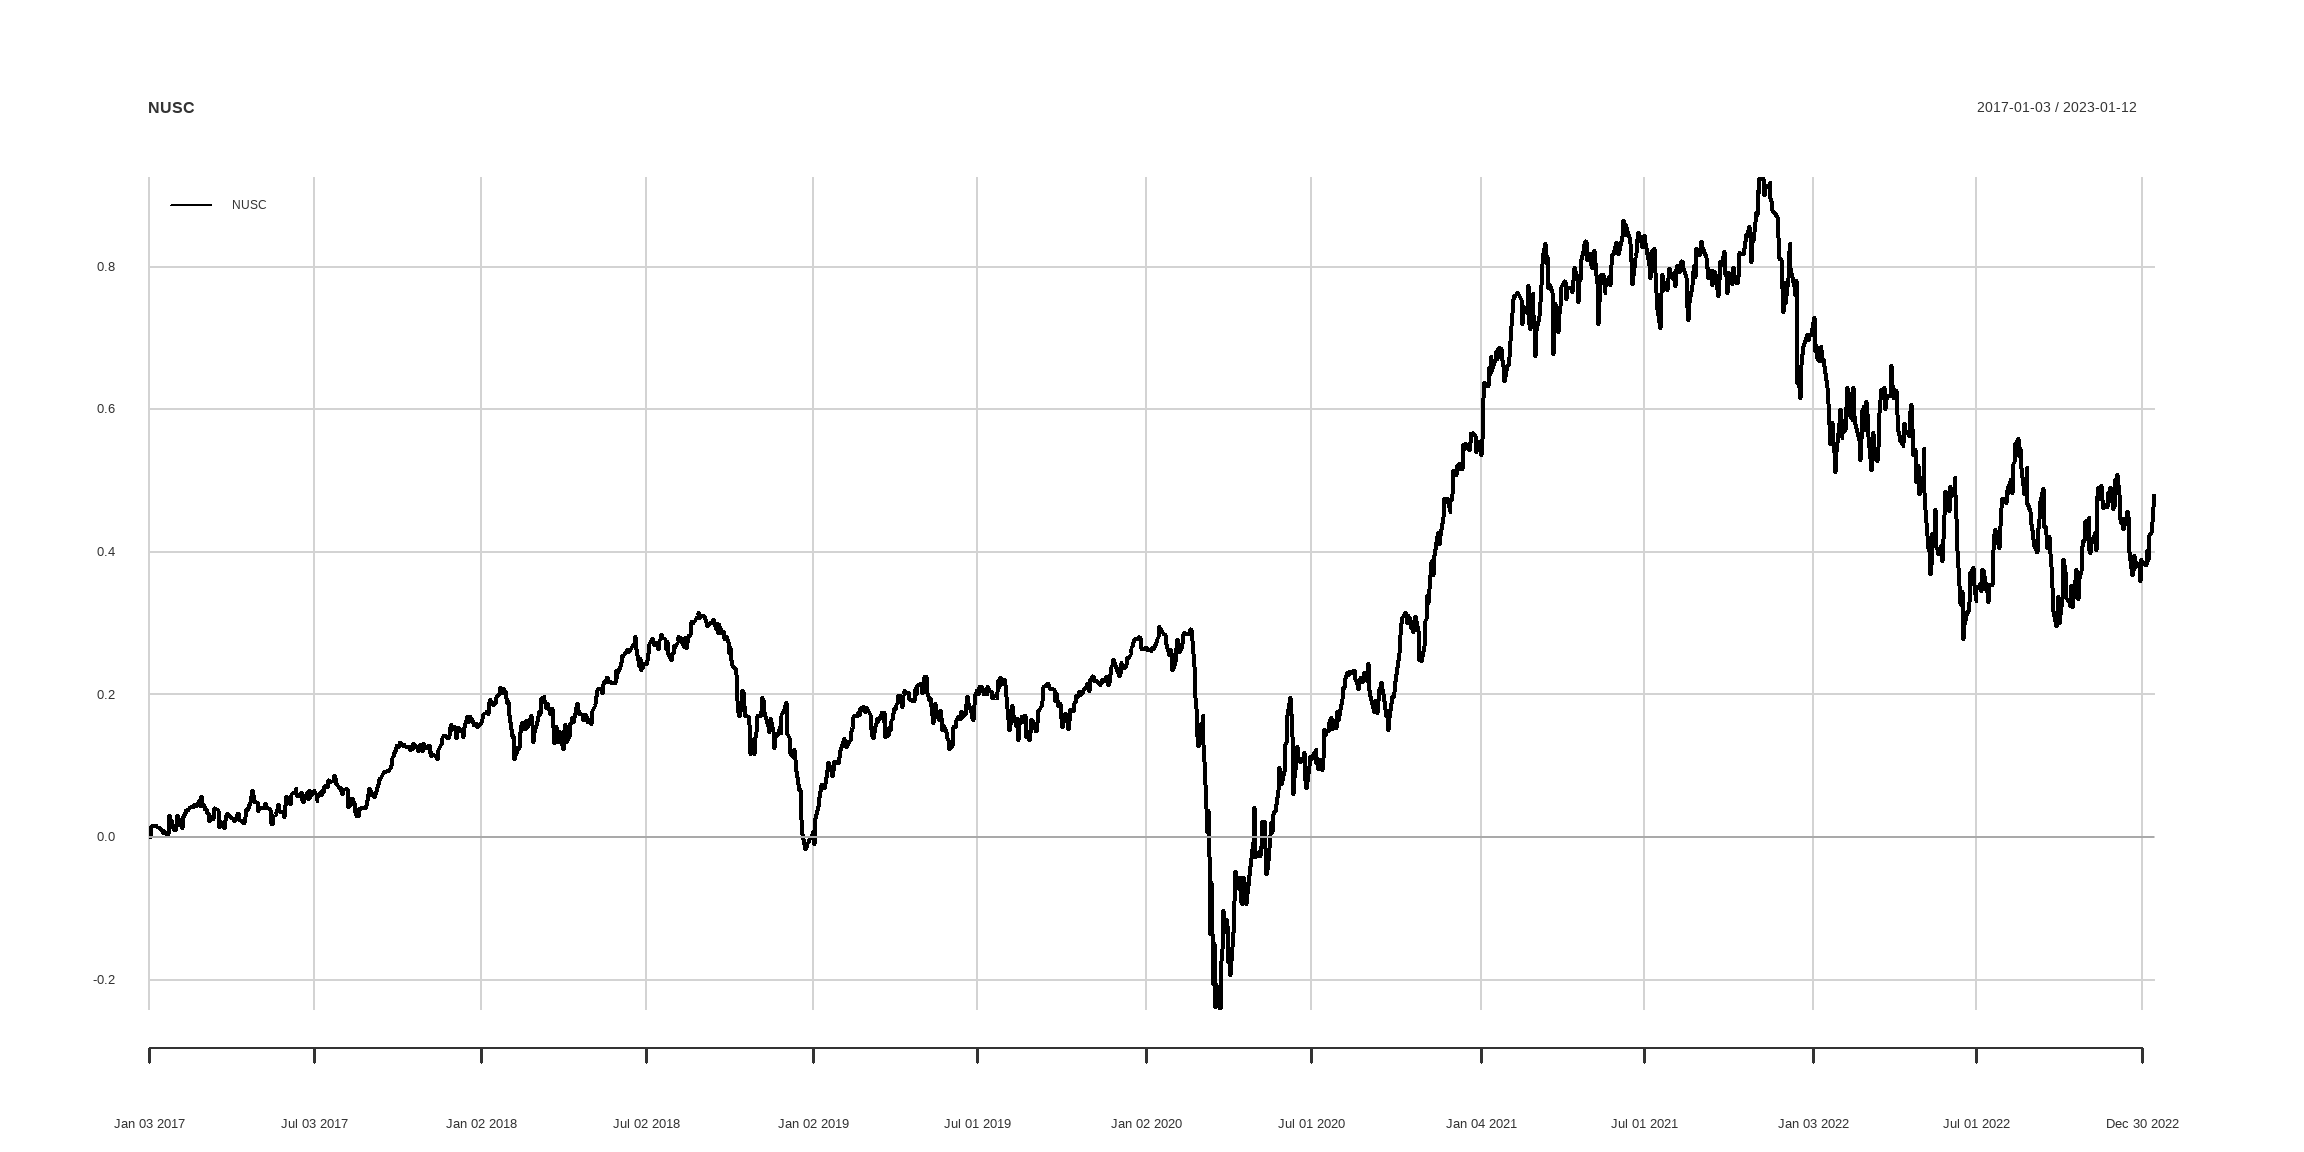 NUSC
2017-01-03 / 2023-01-12
NUSC
0.8
0.6
0.4
0.2
0.0
-0.2
Jan 03 2017
Jul 03 2017
Jan 02 2018
Jul 02 2018
Jan 02 2019
Jul 01 2019
Jan 02 2020
Jul 01 2020
Jan 04 2021
Jul 01 2021
Jan 03 2022
Jul 01 2022
Dec 30 2022